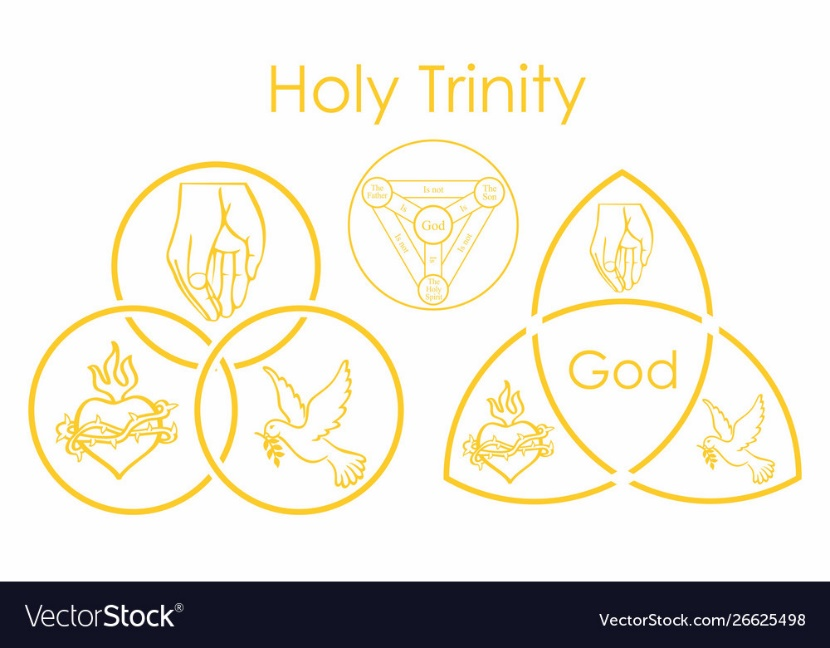 Holy Trinity
The
Father
Is not
The
Son
Is
Is
God
Is not
Is not
Is
The
Holy
Spirit
God
VectorStock®
VectorStock.com/26625498